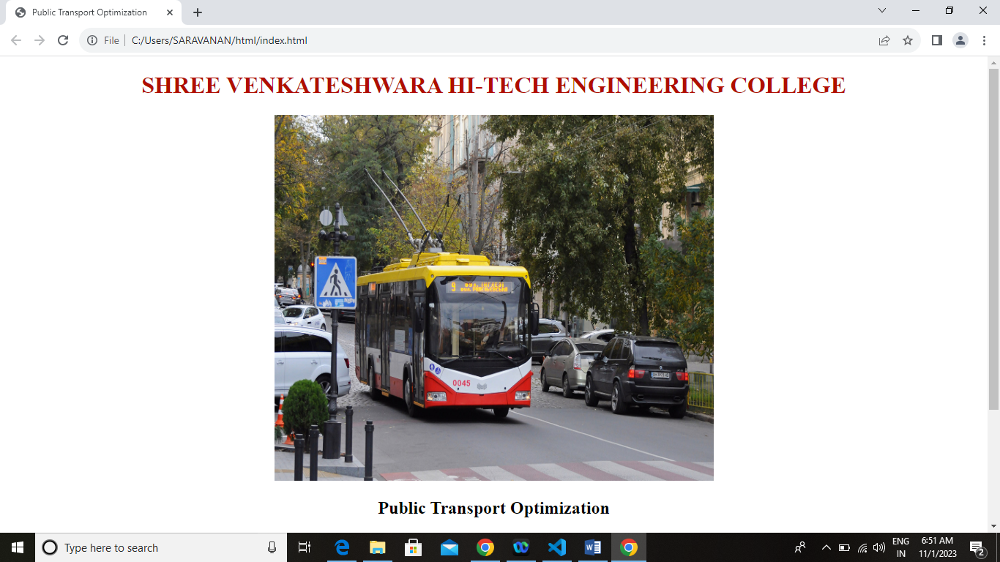 Public Transport Optimization
File
C:/Users/SARAVANAN/html/index.html
SHREE VENKATESHWARA HI-TECH ENGINEERING COLLEGE
9
0045
Public Transport Optimization
Type here to search
ENG
IN
6:51 AM
11/1/2023
2